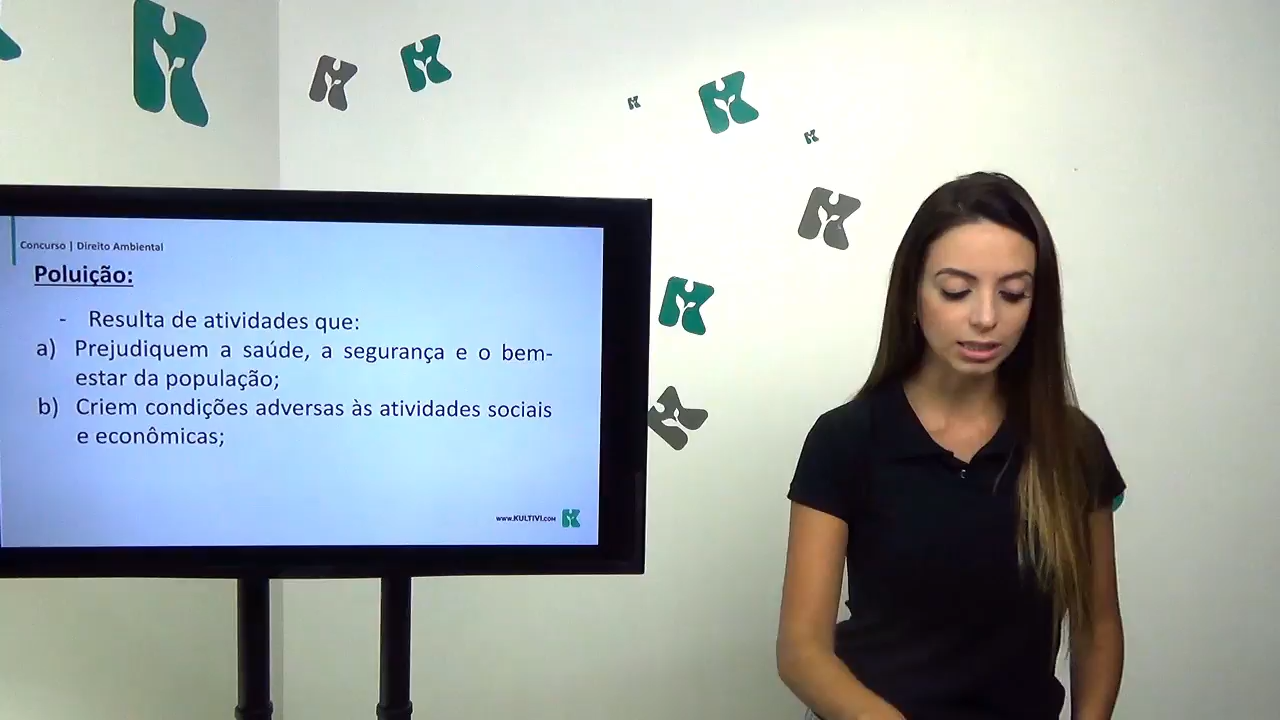 Concurso | Direito Ambiental
Poluição:
- Resulta de atividades que:
a) Prejudiquem a saúde, a segurança e o bem-
estar da população;
b) Criem condições adversas às atividades sociais
e econômicas;
www.KULTIVI.com